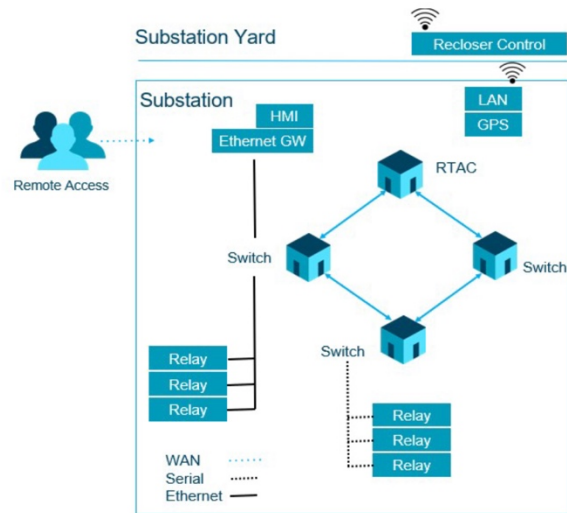 Substation Yard
Recloser Control
Substation
HMI
Ethernet GW
LAN
GPS
Remote Access
RTAC
Switch
Switch
Switch
Relay
Relay
Relay
Relay
Relay
Relay
WAN
Serial
Ethernet